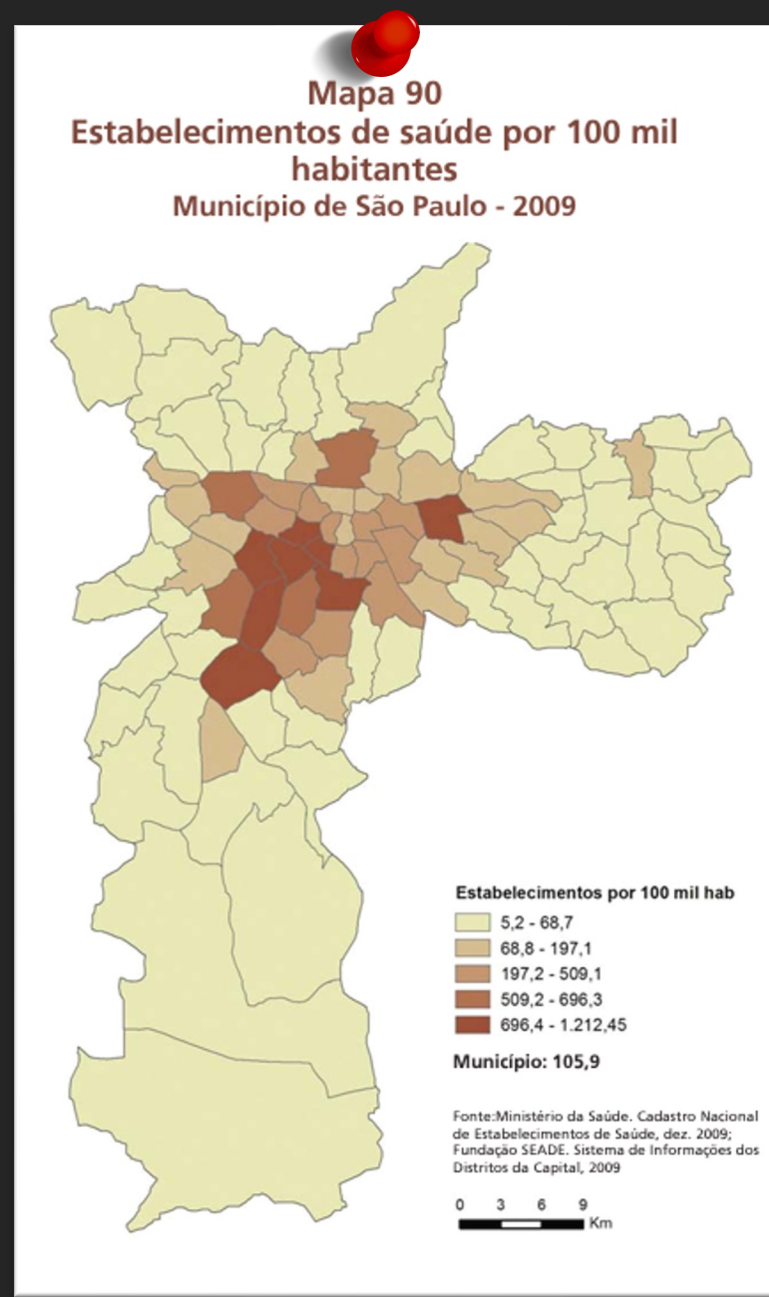 Mapa 90
Estabelecimentos de saúde por 100 mil
habitantes
Município de São Paulo - 2009
Estabelecimentos por 100 mil hab
5,2 - 68,7
68,8 - 197,1
197,2 - 509,1
509,2 - 696,3
696,4 - 1.212,45
Município: 105,9
Fonte:Ministério da Saúde. Cadastro Nacional
de Estabelecimentos de Saúde, dez. 2009;
Fundação SEADE. Sistema de Informações dos
Distritos da Capital, 2009
0 3 6 9
Km